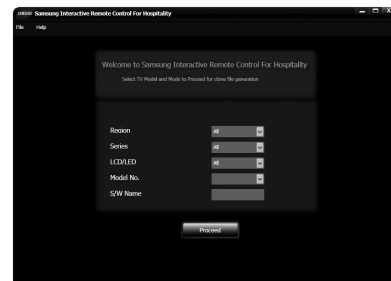 SAMSUNG Samsung Interactive Remote Control For Hospitality
File Help
Welcome to Samsung Interactive Remote Control For Hospitality
Select TV Model and Mode to Proceed for clone file generation
Region All
Series All
LCD/LED All
Model No.
S/W Name
Proceed